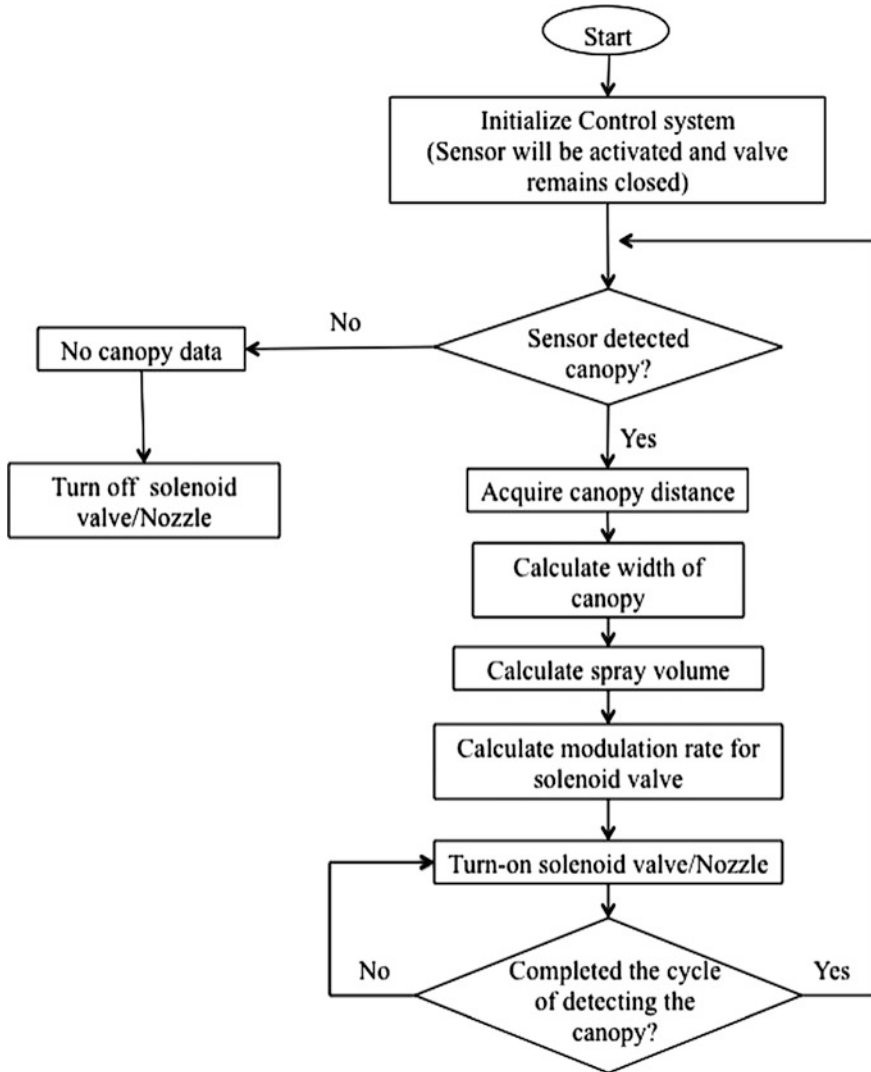 Start
Initialize Control system
(Sensor will be activated and valve
remains closed)
No
Sensor detected
canopy?
No canopy data
Yes
Turn off solenoid
valve/Nozzle
Acquire canopy distance
Calculate width of
canopy
Calculate spray volume
Calculate modulation rate for
solenoid valve
Turn-on solenoid valve/Nozzle
No
Completed the cycle
of detecting the
canopy?
Yes